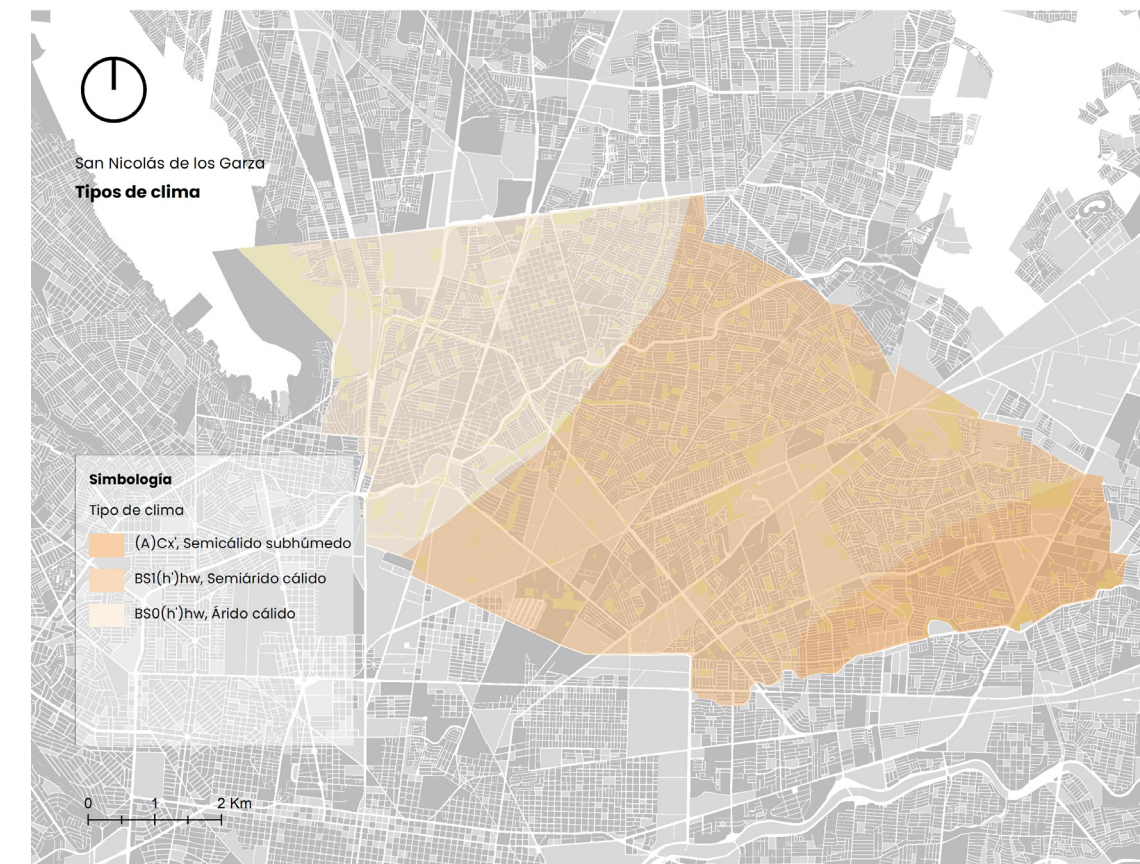 San Nicolás de los Garza
Tipos de clima
Simbología
Tipo de clima
(A)Cx', Semicálido subhúmedo
BS1(h')hw, Semiárido cálido
BS0(h')hw, Árido cálido
0 1 2 Km